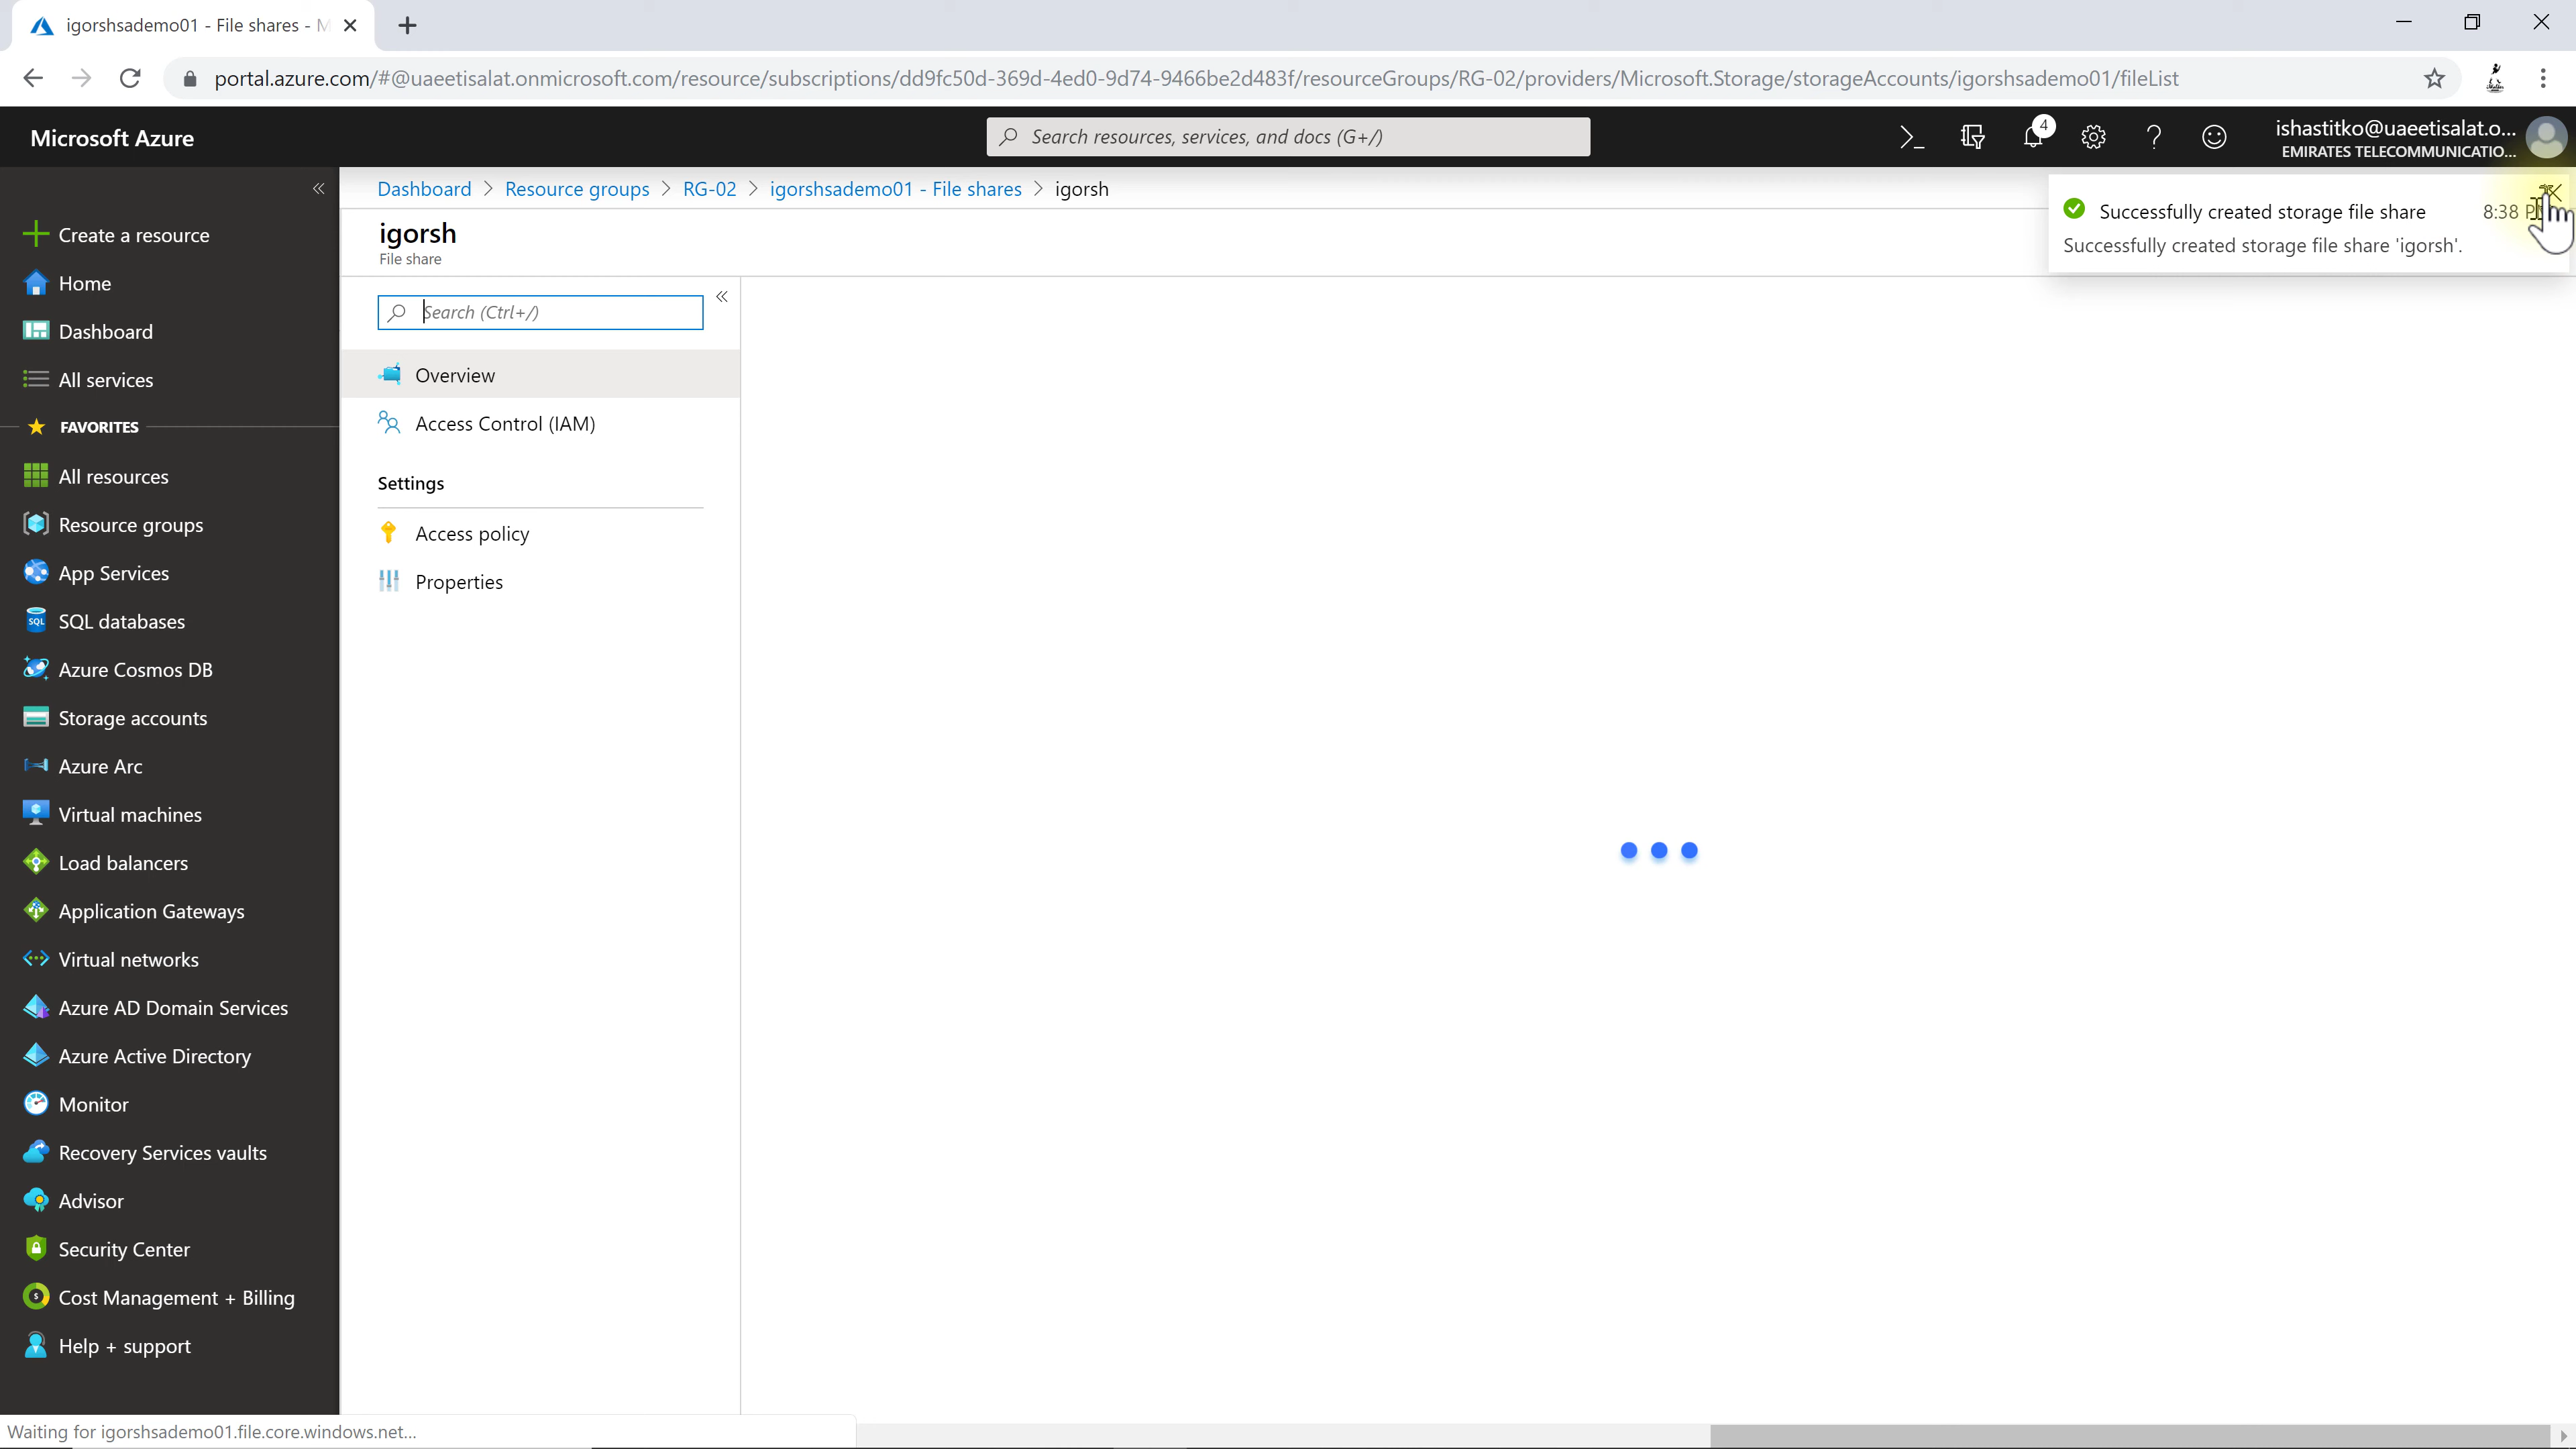 igorshsademo01 - File shares - M
portal.azure.com/#@uaeetisalat.onmicrosoft.com/resource/subscriptions/dd9fc50d-369d-4ed0-9d74-9466be2d483f/resourceGroups/RG-02/providers/Microsoft.Storage/storageAccounts/igorshsademo01/fileList
Microsoft Azure
Search resources, services, and docs (G+/)
4
ishastitko@uaeetisalat.o...
EMIRATES TELECOMMUNICATIO...
Dashboard > Resource groups > RG-02 > igorshsademo01 - File shares > igorsh
igorsh
File share
Successfully created storage file share
8:38
Successfully created storage file share 'igorsh'.
Search (Ctrl+/)
Overview
Access Control (IAM)
Settings
Access policy
Properties
Create a resource
Home
Dashboard
All services
FAVORITES
All resources
Resource groups
App Services
SQL databases
Azure Cosmos DB
Storage accounts
Azure Arc
Virtual machines
Load balancers
Application Gateways
Virtual networks
Azure AD Domain Services
Azure Active Directory
Monitor
Recovery Services vaults
Advisor
Security Center
Cost Management + Billing
Help + support
Waiting for igorshsademo01.file.core.windows.net...